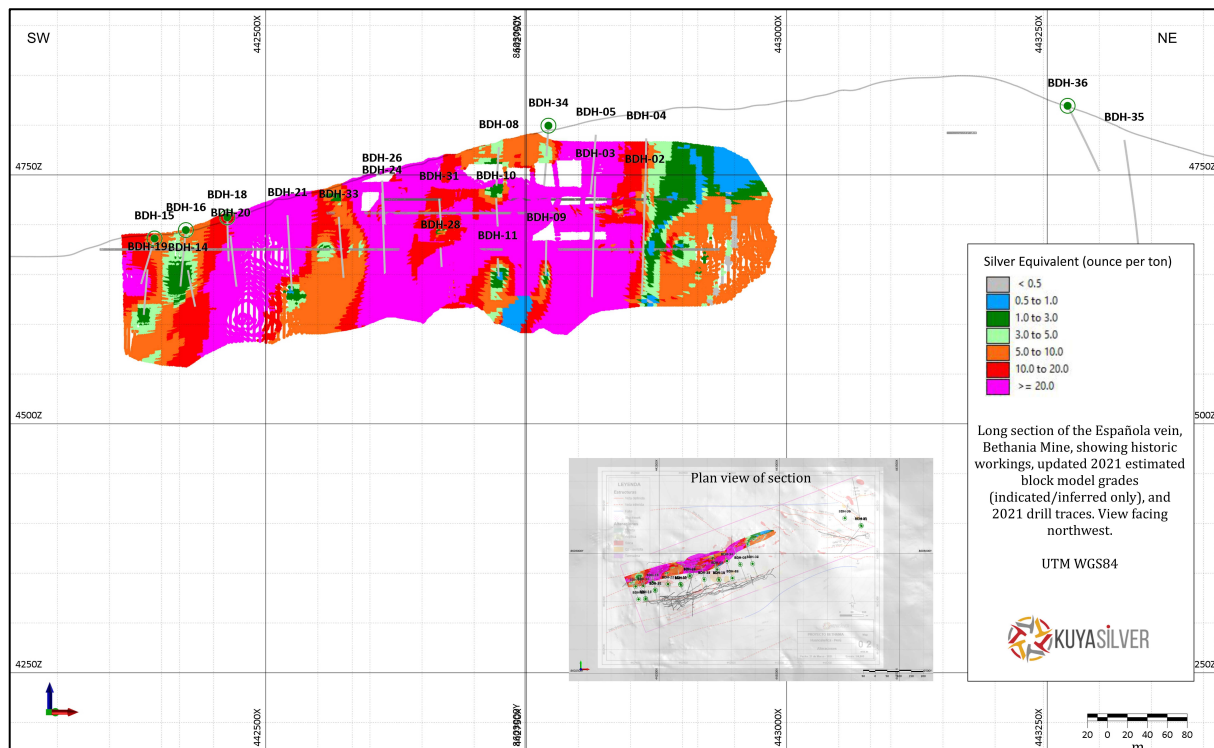 SW
NE
442500X
443000X
443250X
BDH-36
BDH-34
BDH-05
BDH-04
BDH-35
BDH-08
BDH-03
BDH-02
BDH-26
BDH-24
BDH-31
BDH-10
4750Z
4750Z
BDH-18
BDH-21
BDH-33
BDH-15
BDH-16
BDH-20
BDH-28
BDH-09
BDH-11
BDH-19
BDH-14
Silver Equivalent (ounce per ton)
< 0.5
0.5 to 1.0
1.0 to 3.0
3.0 to 5.0
5.0 to 10.0
10.0 to 20.0
>= 20.0
4500Z
500Z
Long section of the Española vein,
Bethania Mine, showing historic
workings, updated 2021 estimated
block model grades
(indicated/inferred only), and
2021 drill traces. View facing
northwest.
UTM WGS84
KUYASILVER
Plan view of section
LEYENDA
4250Z
250Z
442500X
443000X
443250X
20 0 20 40 60 80
m